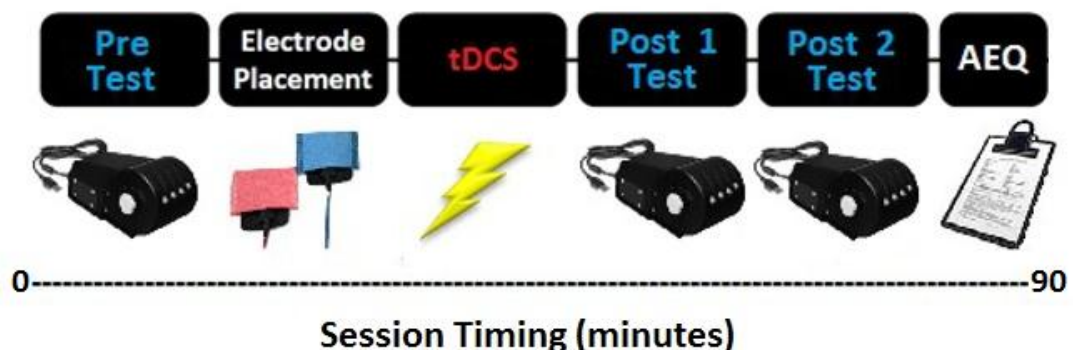 Pre
Test
Electrode
Placement
tDCS
Post 1
Test
Post 2
Test
AEQ
0
90
Session Timing (minutes)